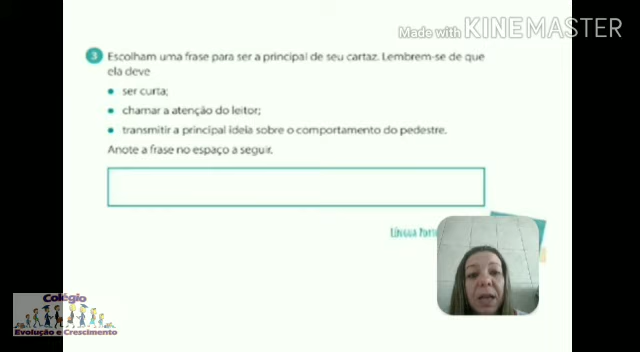 Made with KINEMASTER
3 Escolham uma frase para ser a principal de seu cartaz. Lembrem-se de que
ela deve
• ser curta;
• chamar a atenção do leitor;
• transmitir a principal ideia sobre o comportamento do pedestre.
Anote a frase no espaço a seguir.
LÍNGUA
Colégio
Evolução e Crescimento